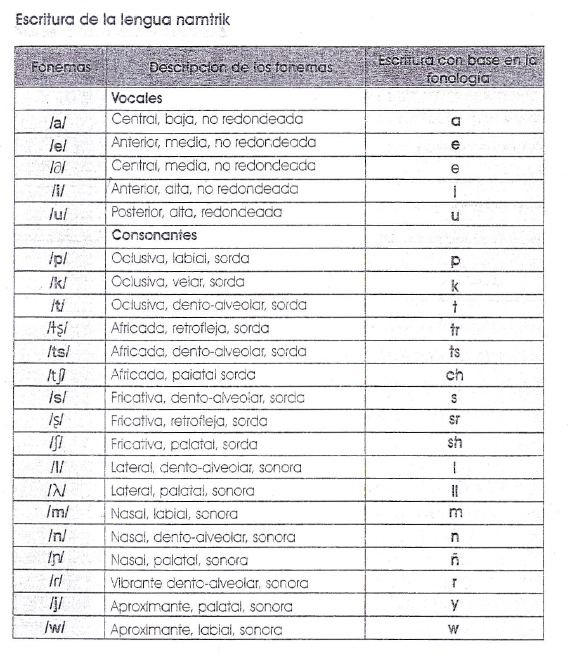 Escritura de la lengua namtrik
Fonemas Descripción de los fonemas Escritura con base en la fonología
Vocales
/a/ Central, baja, no redondeada a
/e/ Anterior, media, no redondeada e
/∂/ Central, media, no redondeada e
/i/ Anterior, alta, no redondeada i
/u/ Posterior, alta, redondeada u
Consonantes
/p/ Oclusiva, labial, sorda p
/k/ Oclusiva, velar, sorda k
/t/ Oclusiva, dento-alveolar, sorda t
/tʂ/ Africada, retrofleja, sorda tr
/ts/ Africada, dento-alveolar, sorda ts
/tʃ/ Africada, palatal sorda ch
/s/ Fricativa, dento-alveolar, sorda s
/ʂ/ Fricativa, retrofleja, sorda sr
/ʃ/ Fricativa, palatal, sorda sh
/l/ Lateral, dento-alveolar, sonora l
/λ/ Lateral, palatal, sonora ll
/m/ Nasal, labial, sonora m
/n/ Nasal, dento-alveolar, sonora n
/ɲ/ Nasal, palatal, sonora ñ
/r/ Vibrante dento-alveolar, sonora r
/j/ Aproximante, palatal, sonora y
/w/ Aproximante, labial, sonora w